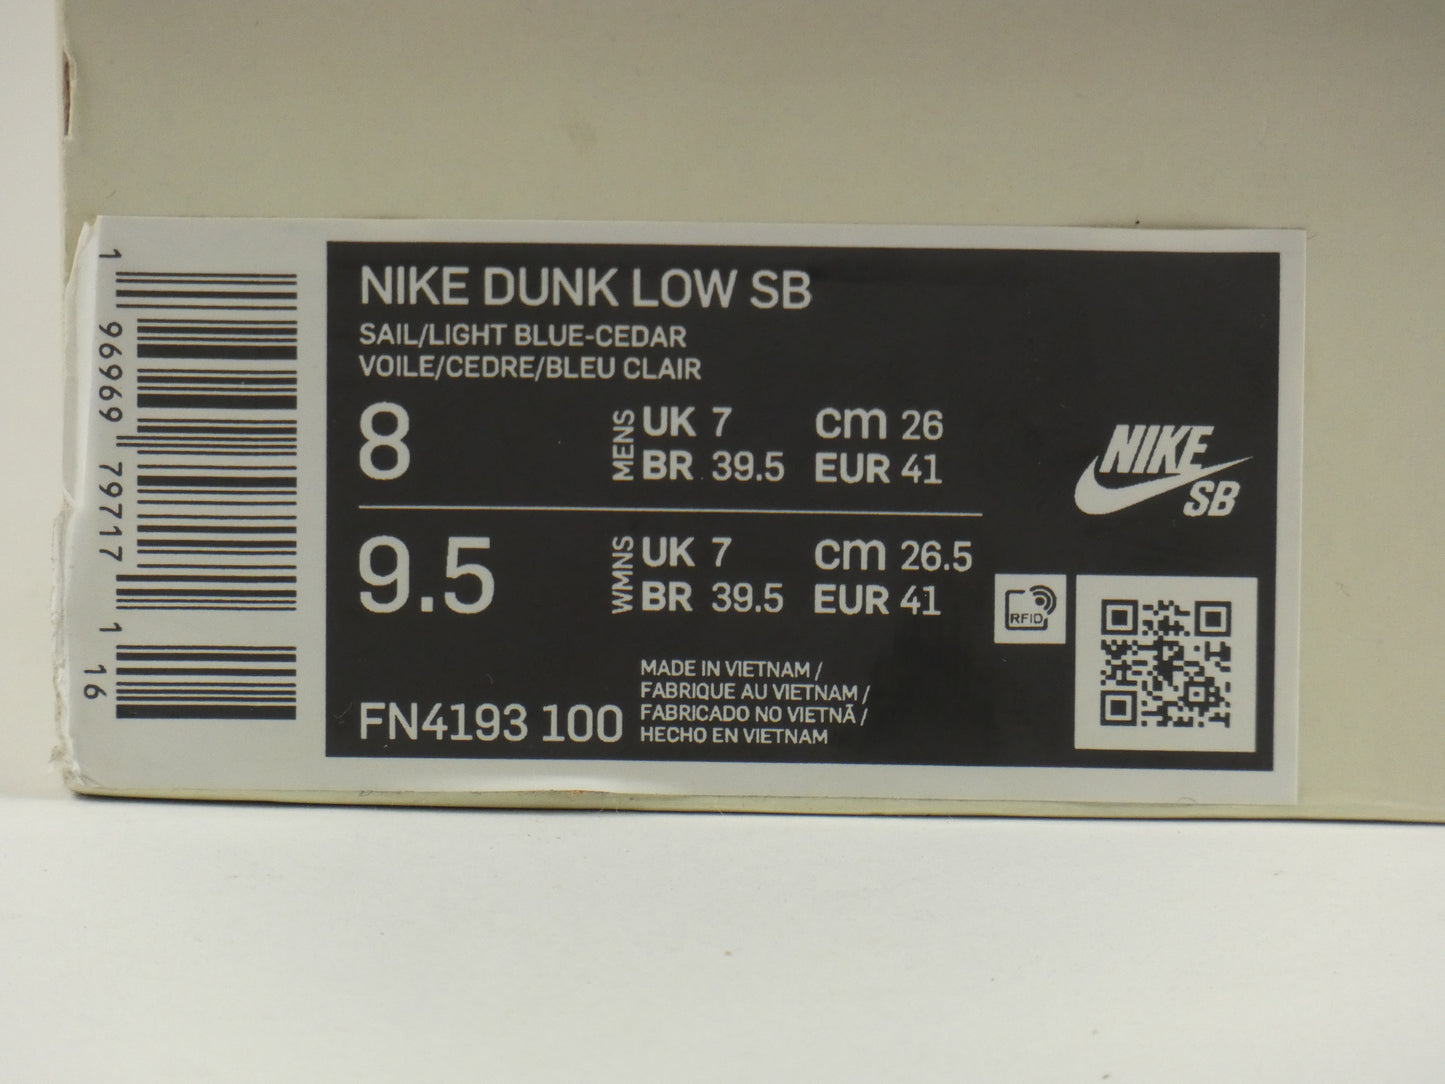 1 96969 79717 1
16
NIKE DUNK LOW SB
SAIL/LIGHT BLUE-CEDAR
VOILE/CEDRE/BLEU CLAIR
8 MENS UK 7 cm 26
BR 39.5 EUR 41
9.5 WMNS UK 7 cm 26.5
BR 39.5 EUR 41
NIKE
SB
RFID
FN4193 100
MADE IN VIETNAM /
FABRIQUE AU VIETNAM /
FABRICADO NO VIETNÃ /
HECHO EN VIETNAM